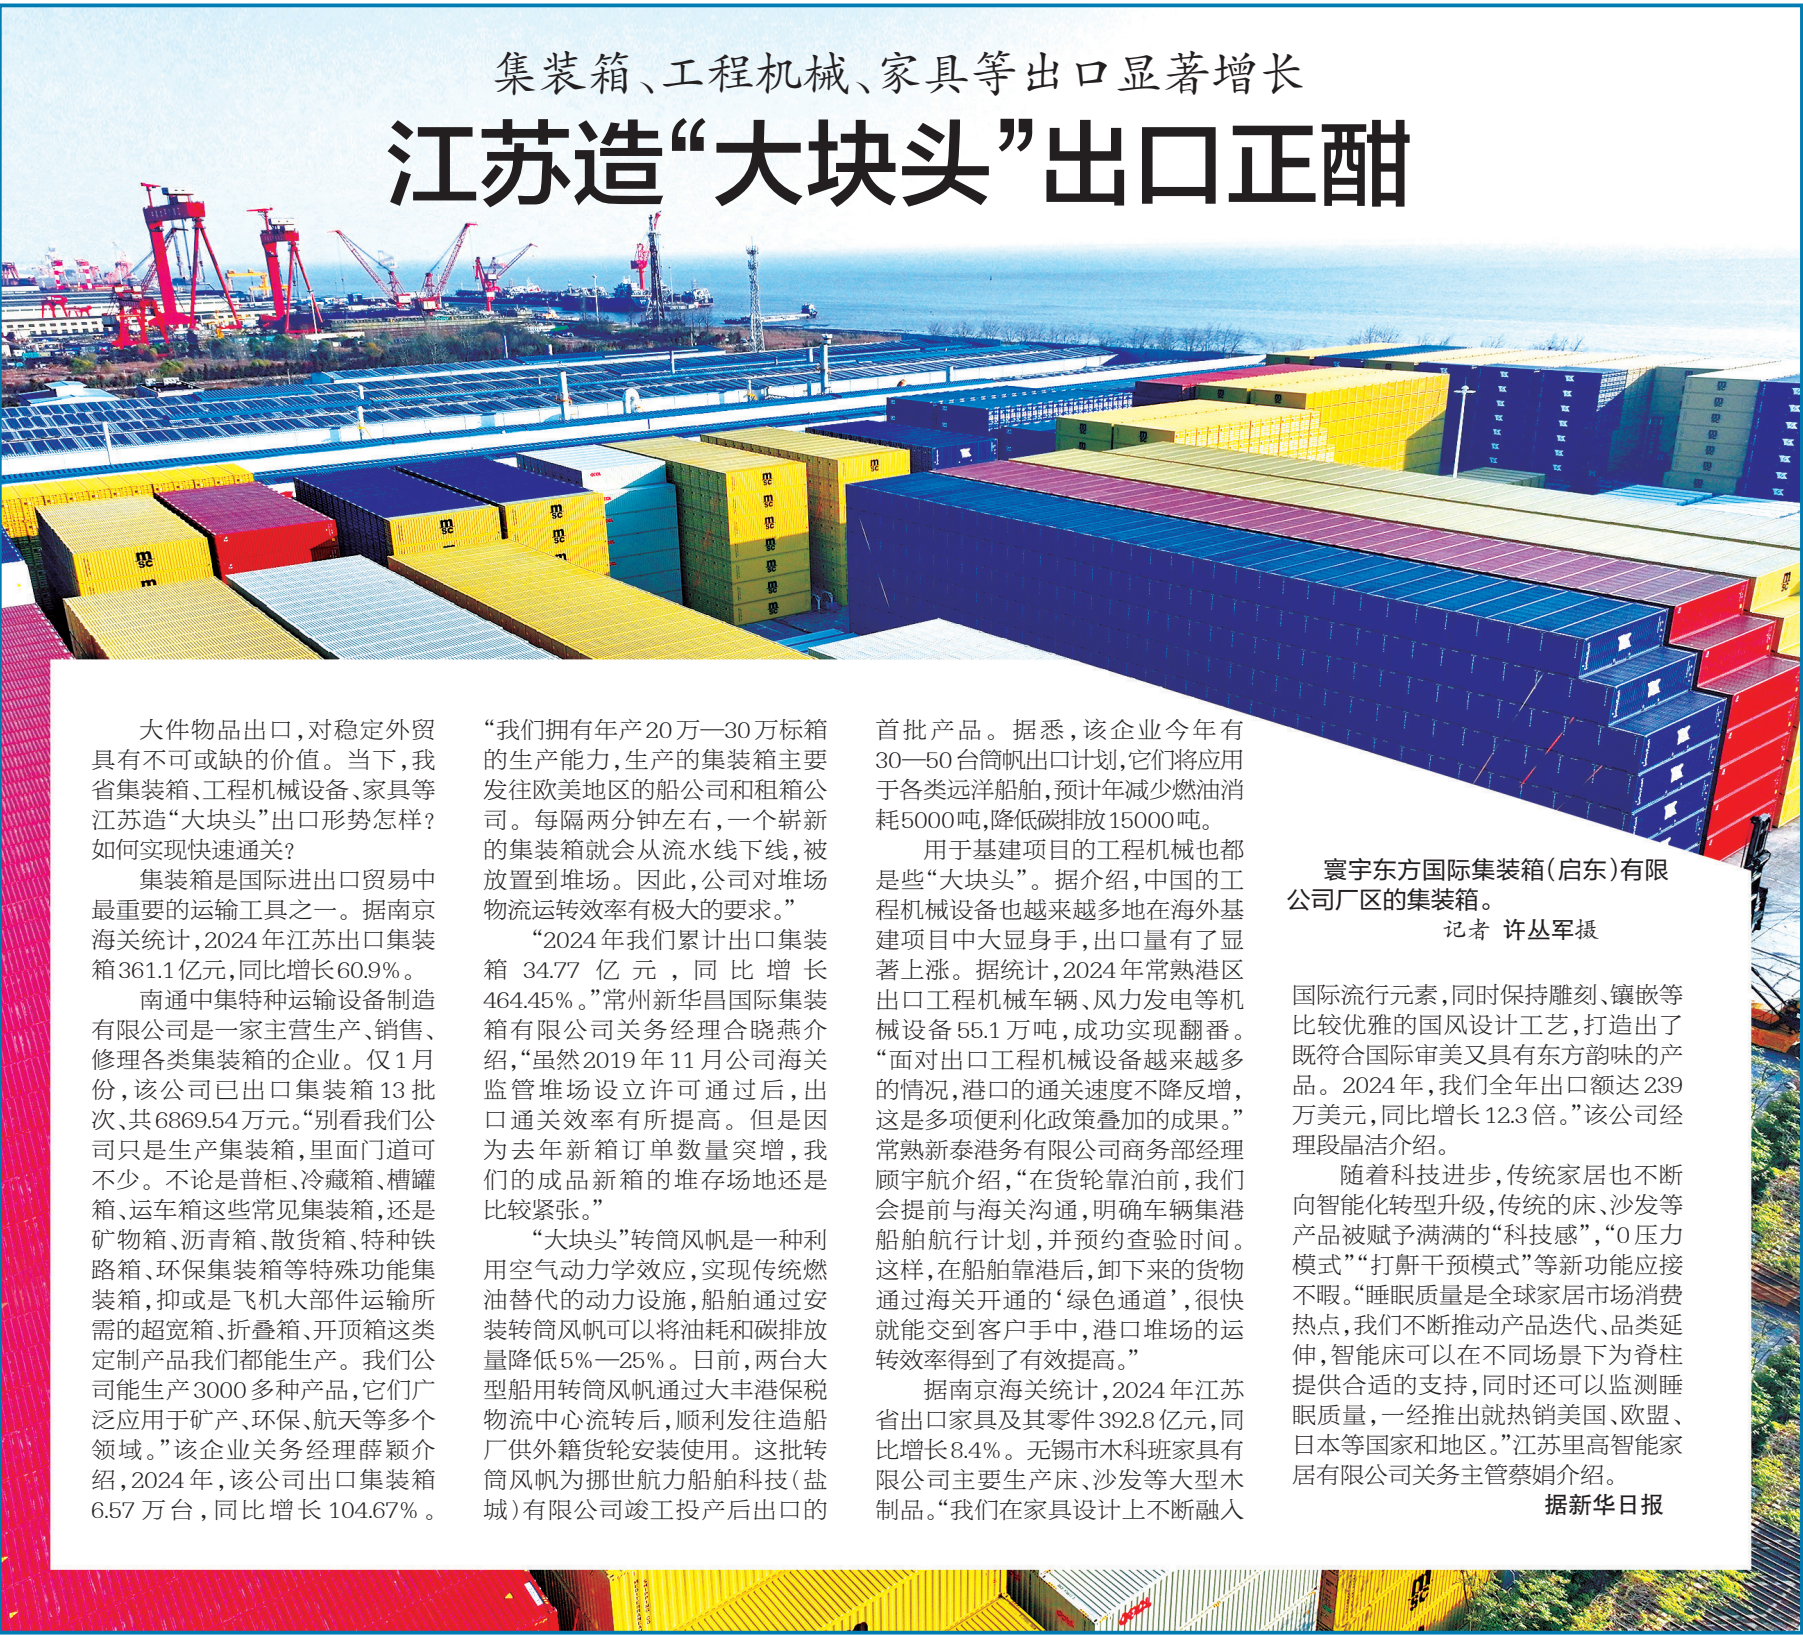 集装箱、工程机械、家具等出口显著增长
江苏造“大块头”出口正酣
大件物品出口,对稳定外贸
具有不可或缺的价值。当下,我
省集装箱、工程机械设备、家具等
江苏造“大块头”出口形势怎样?
如何实现快速通关?
集装箱是国际进出口贸易中
最重要的运输工具之一。据南京
海关统计,2024年江苏出口集装
箱361.1亿元,同比增长60.9%。
南通中集特种运输设备制造
有限公司是一家主营生产、销售、
修理各类集装箱的企业。仅1月
份,该公司已出口集装箱13批
次、共6869.54万元。“别看我们公
司只是生产集装箱,里面门道可
不少。不论是普柜、冷藏箱、槽罐
箱、运车箱这些常见集装箱,还是
矿物箱、沥青箱、散货箱、特种铁
路箱、环保集装箱等特殊功能集
装箱,抑或是飞机大部件运输所
需的超宽箱、折叠箱、开顶箱这类
定制产品我们都能生产。我们公
司能生产3000多种产品,它们广
泛应用于矿产、环保、航天等多个
领域。”该企业关务经理薛颖介
绍,2024年,该公司出口集装箱
6.57万台,同比增长104.67%。
“我们拥有年产20万—30万标箱
的生产能力,生产的集装箱主要
发往欧美地区的船公司和租箱公
司。每隔两分钟左右,一个崭新
的集装箱就会从流水线下线,被
放置到堆场。因此,公司对堆场
物流运转效率有极大的要求。”
“2024年我们累计出口集装
箱34.77亿元,同比增长
464.45%。”常州新华昌国际集装
箱有限公司关务经理合晓燕介
绍,“虽然2019年11月公司海关
监管堆场设立许可通过后,出
口通关效率有所提高。但是因
为去年新箱订单数量突增,我
们的成品新箱的堆存场地还是
比较紧张。”
“大块头”转筒风帆是一种利
用空气动力学效应,实现传统燃
油替代的动力设施,船舶通过安
装转筒风帆可以将油耗和碳排放
量降低5%—25%。日前,两台大
型船用转筒风帆通过大丰港保税
物流中心流转后,顺利发往造船
厂供外籍货轮安装使用。这批转
筒风帆为挪世航力船舶科技(盐
城)有限公司竣工投产后出口的
首批产品。据悉,该企业今年有
30—50台筒帆出口计划,它们将应用
于各类远洋船舶,预计年减少燃油消
耗5000吨,降低碳排放15000吨。
用于基建项目的工程机械也都
是些“大块头”。据介绍,中国的工
程机械设备也越来越多地在海外基
建项目中大显身手,出口量有了显
著上涨。据统计,2024年常熟港区
出口工程机械车辆、风力发电等机
械设备55.1万吨,成功实现翻番。
“面对出口工程机械设备越来越多
的情况,港口的通关速度不降反增,
这是多项便利化政策叠加的成果。”
常熟新泰港务有限公司商务部经理
顾宇航介绍,“在货轮靠泊前,我们
会提前与海关沟通,明确车辆集港
船舶航行计划,并预约查验时间。
这样,在船舶靠港后,卸下来的货物
通过海关开通的‘绿色通道’,很快
就能交到客户手中,港口堆场的运
转效率得到了有效提高。”
据南京海关统计,2024年江苏
省出口家具及其零件392.8亿元,同
比增长8.4%。无锡市木科班家具有
限公司主要生产床、沙发等大型木
制品。“我们在家具设计上不断融入
寰宇东方国际集装箱(启东)有限
公司厂区的集装箱。
记者 许丛军摄
国际流行元素,同时保持雕刻、镶嵌等
比较优雅的国风设计工艺,打造出了
既符合国际审美又具有东方韵味的产
品。2024年,我们全年出口额达239
万美元,同比增长12.3倍。”该公司经
理段晶洁介绍。
随着科技进步,传统家居也不断
向智能化转型升级,传统的床、沙发等
产品被赋予满满的“科技感”,“0压力
模式”“打鼾干预模式”等新功能应接
不暇。“睡眠质量是全球家居市场消费
热点,我们不断推动产品迭代、品类延
伸,智能床可以在不同场景下为脊柱
提供合适的支持,同时还可以监测睡
眠质量,一经推出就热销美国、欧盟、
日本等国家和地区。”江苏里高智能家
居有限公司关务主管蔡娟介绍。
据新华日报